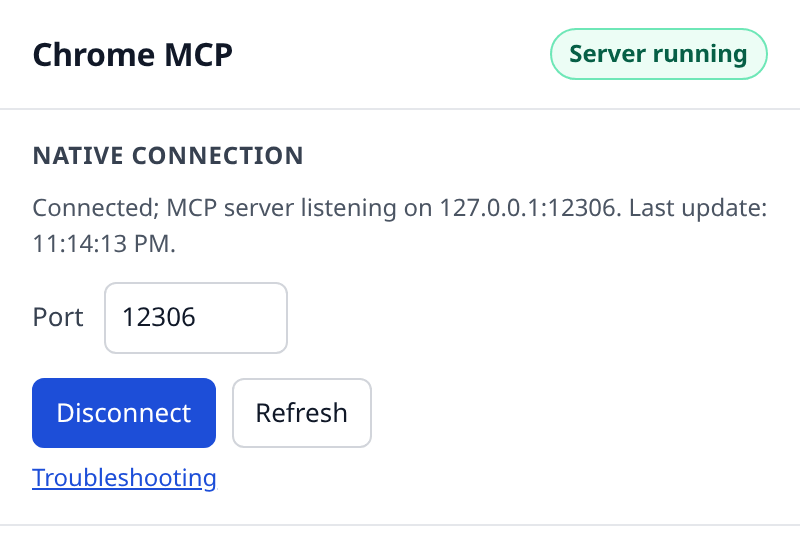 Chrome MCP
Server running
NATIVE CONNECTION
Connected; MCP server listening on 127.0.0.1:12306. Last update:
11:14:13 PM.
Port
12306
Disconnect
Refresh
Troubleshooting